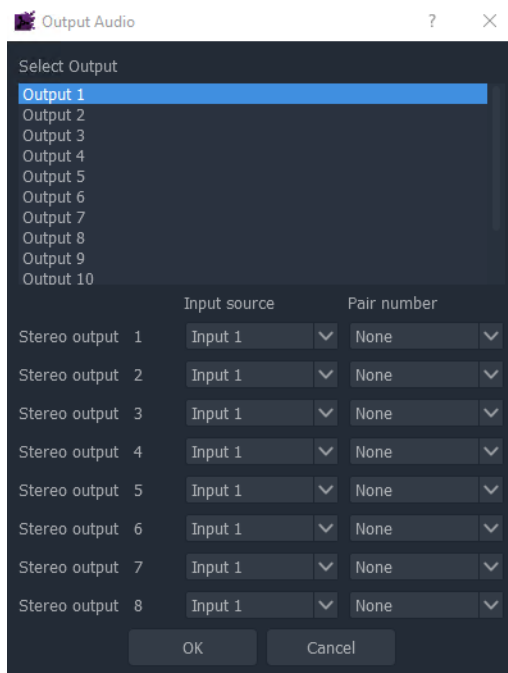 Output Audio ?
Select Output
Output 1
Output 2
Output 3
Output 4
Output 5
Output 6
Output 7
Output 8
Output 9
Output 10
Input source Pair number
Stereo output 1 Input 1 None
Stereo output 2 Input 1 None
Stereo output 3 Input 1 None
Stereo output 4 Input 1 None
Stereo output 5 Input 1 None
Stereo output 6 Input 1 None
Stereo output 7 Input 1 None
Stereo output 8 Input 1 None
OK Cancel